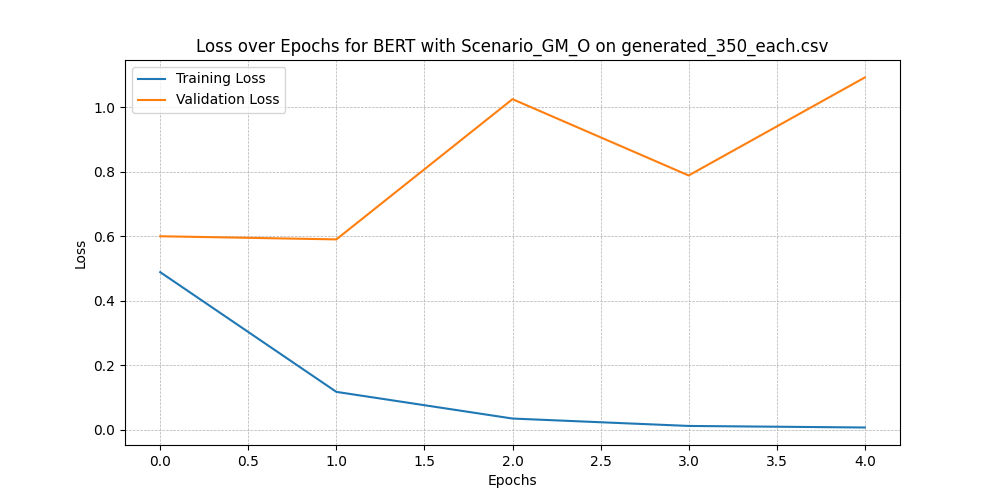 Loss over Epochs for BERT with Scenario_GM_O on generated_350_each.csv
Training Loss
Validation Loss
1.0
0.8
0.6
0.4
0.2
0.0
Loss
0.0 0.5 1.0 1.5 2.0 2.5 3.0 3.5 4.0
Epochs